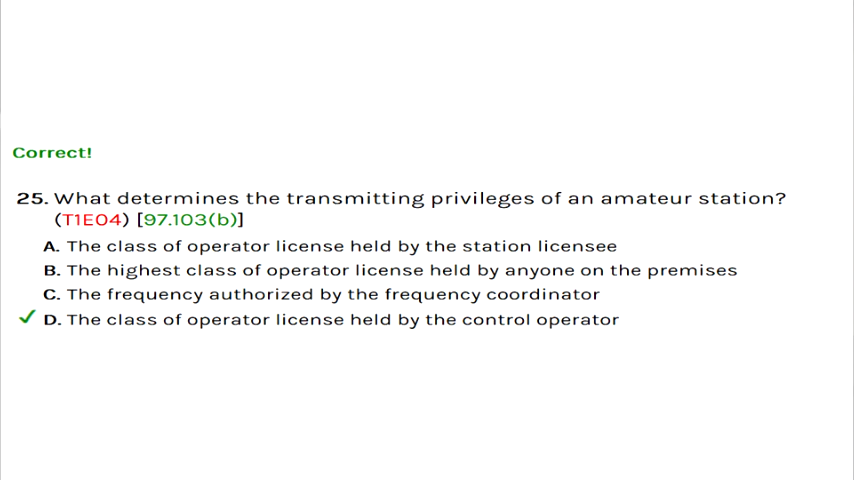 Correct!
25. What determines the transmitting privileges of an amateur station?
(T1E04) [97.103(b)]
A. The class of operator license held by the station licensee
B. The highest class of operator license held by anyone on the premises
C. The frequency authorized by the frequency coordinator
✓ D. The class of operator license held by the control operator